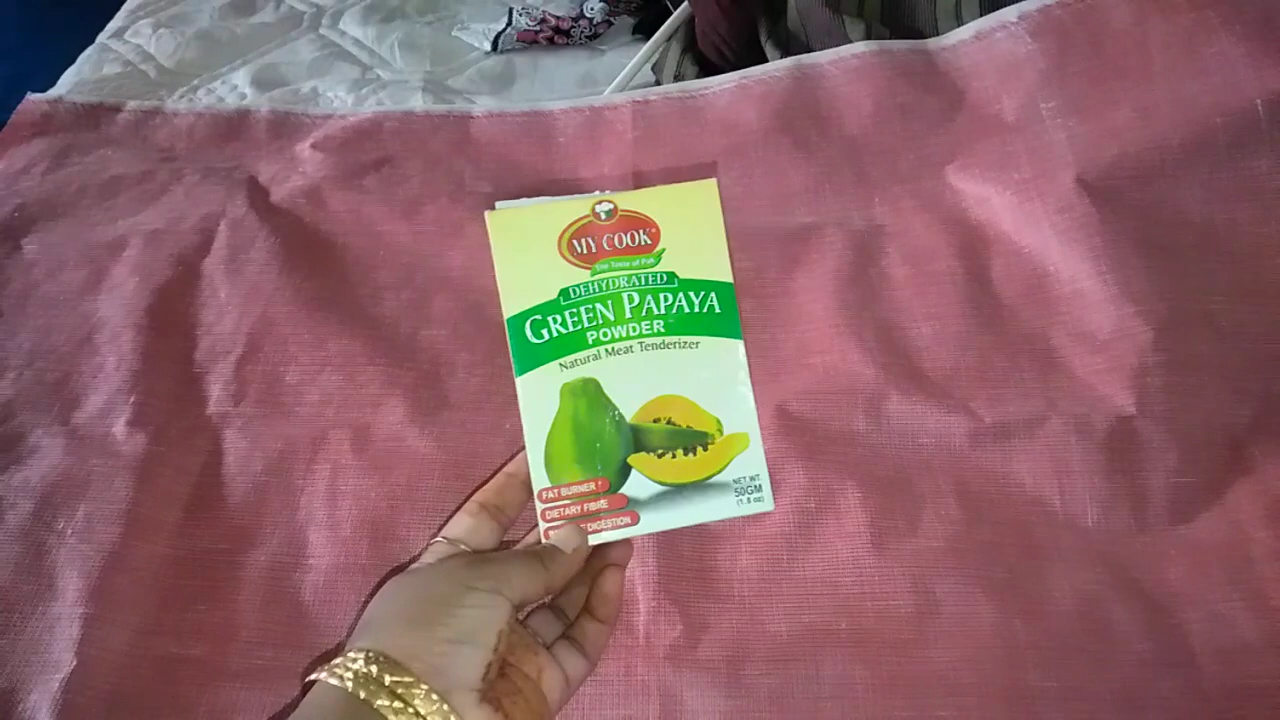 MY COOK®
The Taste of Pak
DEHYDRATED
GREEN PAPAYA
POWDER
Natural Meat Tenderizer
FAT BURNER
DIETARY FIBRE
DIGESTION
NET WT.
50GM
(1.8 oz)